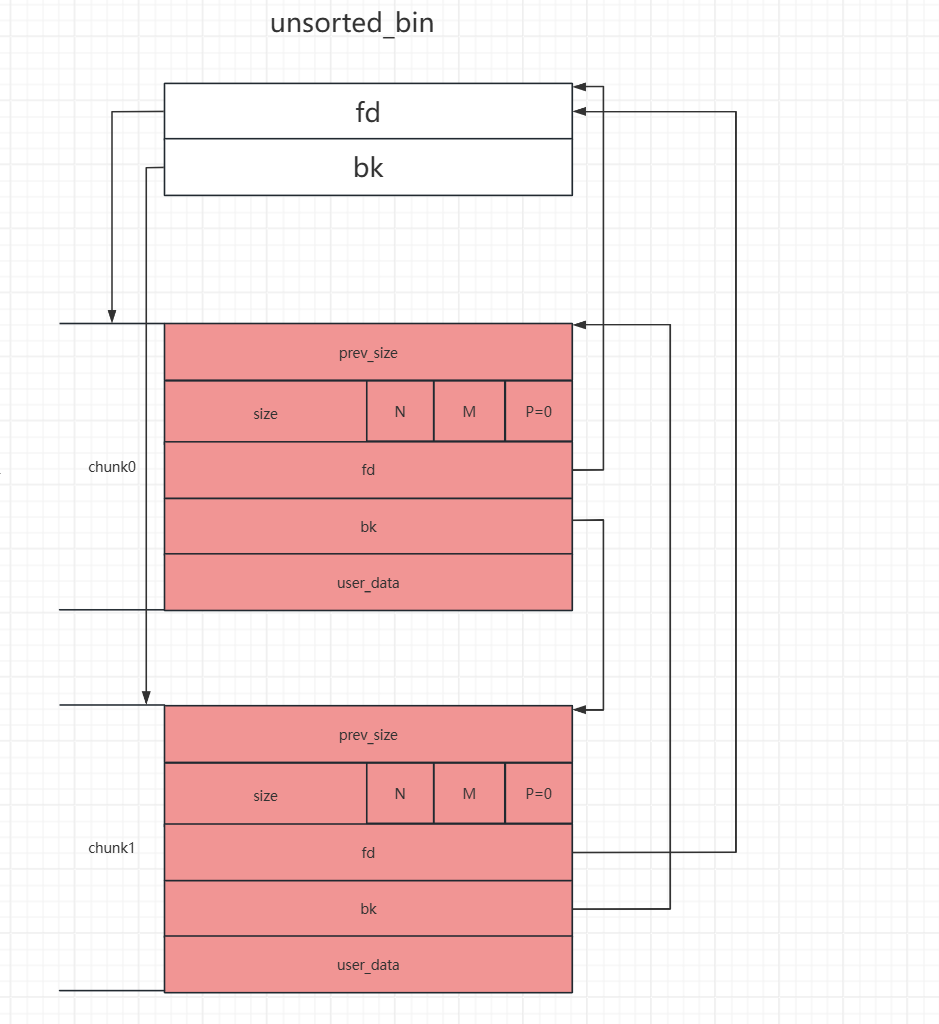 unsorted_bin
fd
bk
prev_size
size N M P=0
chunk0
fd
bk
user_data
prev_size
size N M P=0
chunk1
fd
bk
user_data